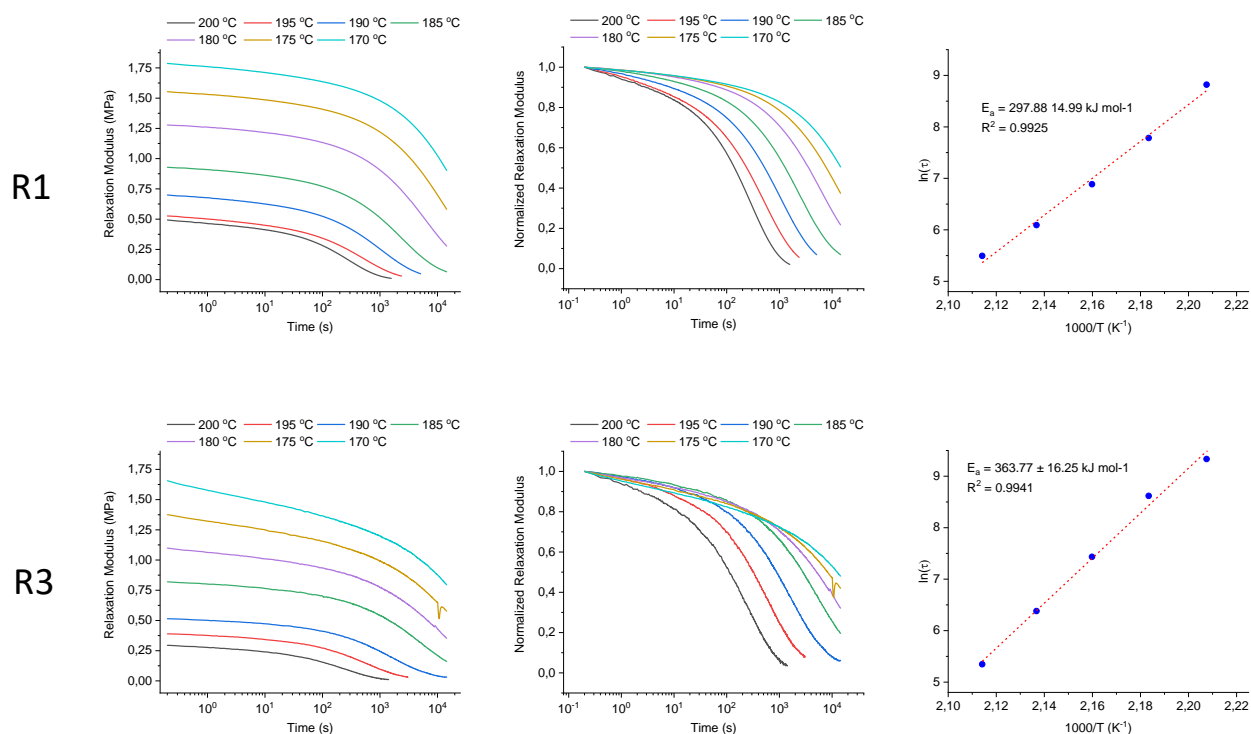 R1
200 °C 195 °C 190 °C 185 °C
180 °C 175 °C 170 °C
Relaxation Modulus (MPa)
1,75
1,50
1,25
1,00
0,75
0,50
0,25
0,00
10⁰ 10¹ 10² 10³ 10⁴
Time (s)
200 °C 195 °C 190 °C 185 °C
180 °C 175 °C 170 °C
Normalized Relaxation Modulus
1,0
0,8
0,6
0,4
0,2
0,0
10⁻¹ 10⁰ 10¹ 10² 10³ 10⁴
Time (s)
ln(τ)
9
8
7
6
5
Eₐ = 297.88 14.99 kJ mol-1
R² = 0.9925
2,10 2,12 2,14 2,16 2,18 2,20 2,22
1000/T (K⁻¹)
R3
200 °C 195 °C 190 °C 185 °C
180 °C 175 °C 170 °C
Relaxation Modulus (MPa)
1,75
1,50
1,25
1,00
0,75
0,50
0,25
0,00
10⁰ 10¹ 10² 10³ 10⁴
Time (s)
200 °C 195 °C 190 °C 185 °C
180 °C 175 °C 170 °C
Normalized Relaxation Modulus
1,0
0,8
0,6
0,4
0,2
0,0
10⁻¹ 10⁰ 10¹ 10² 10³ 10⁴
Time (s)
ln(τ)
9
8
7
6
5
Eₐ = 363.77 ± 16.25 kJ mol-1
R² = 0.9941
2,10 2,12 2,14 2,16 2,18 2,20 2,22
1000/T (K⁻¹)